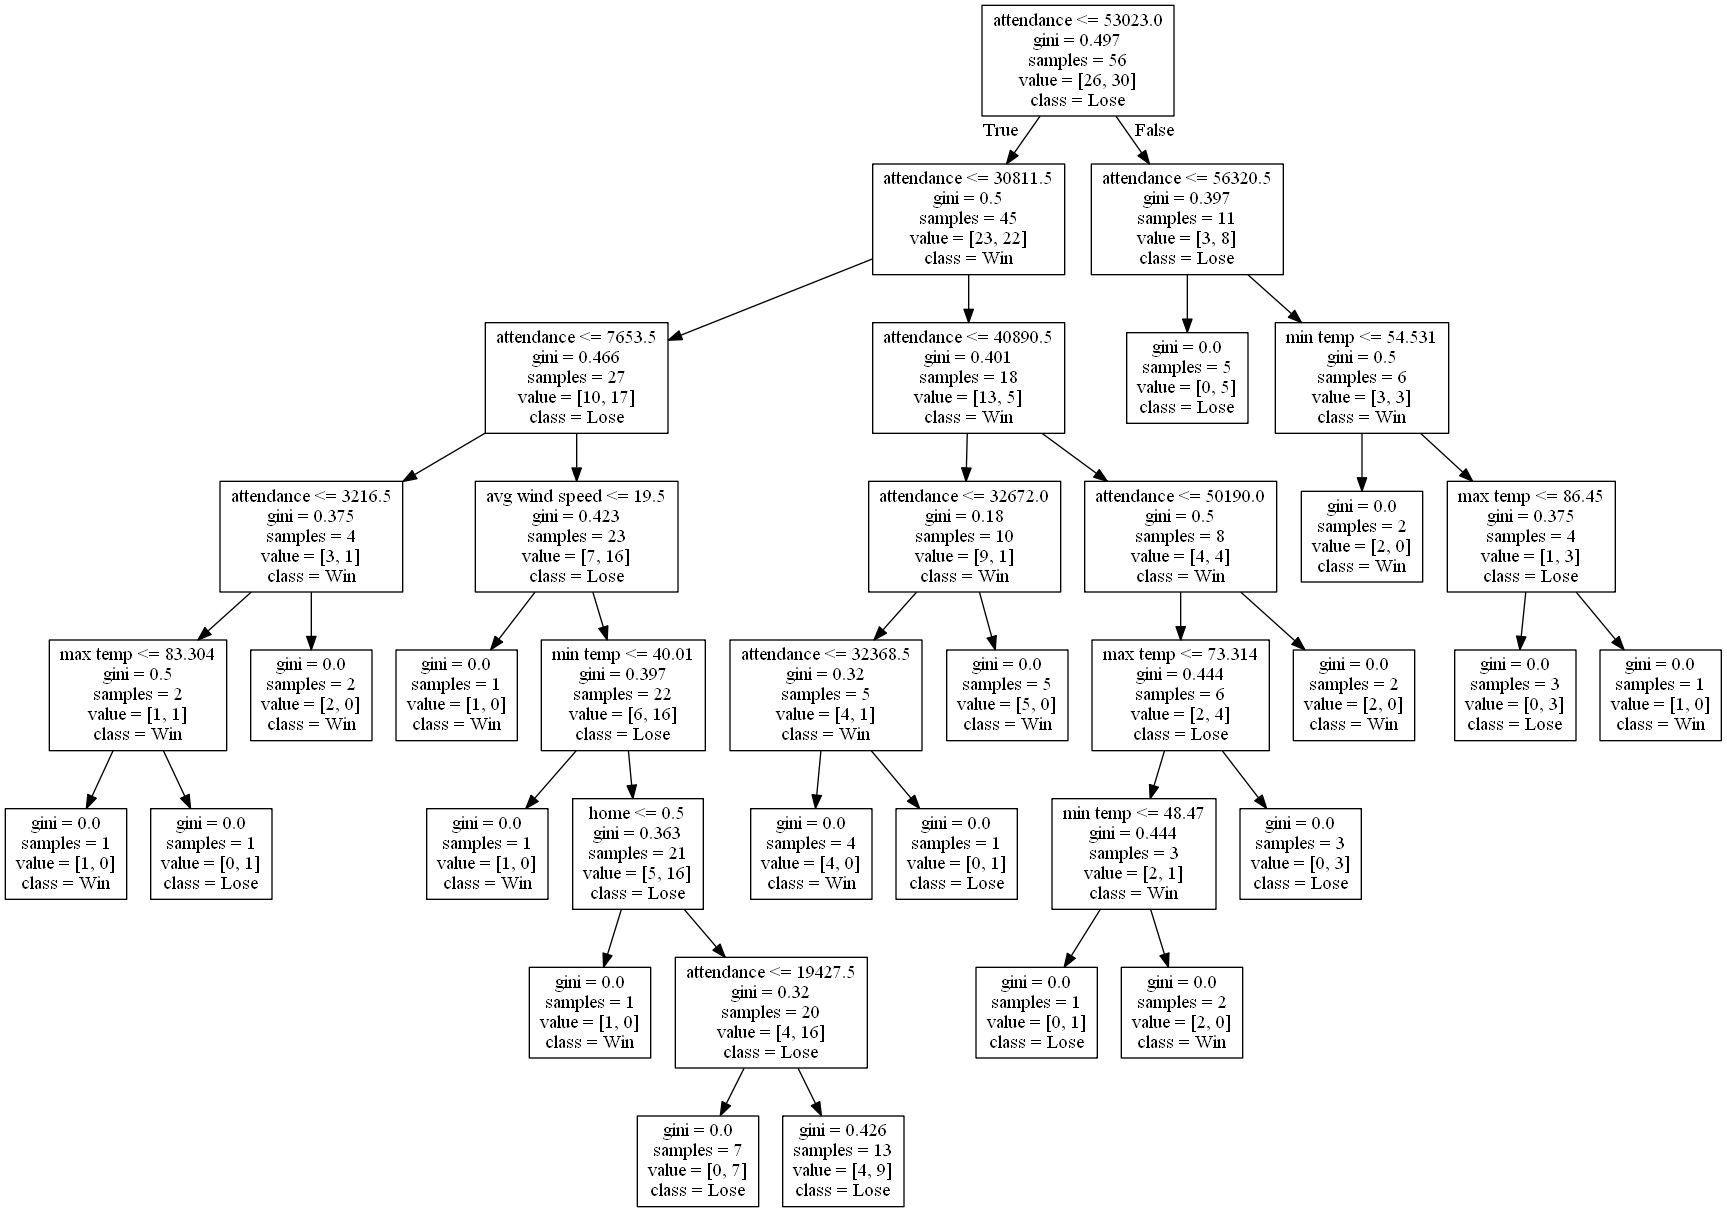 attendance <= 53023.0
gini = 0.497
samples = 56
value = [26, 30]
class = Lose
True
False
attendance <= 30811.5
gini = 0.5
samples = 45
value = [23, 22]
class = Win
attendance <= 56320.5
gini = 0.397
samples = 11
value = [3, 8]
class = Lose
attendance <= 7653.5
gini = 0.466
samples = 27
value = [10, 17]
class = Lose
attendance <= 40890.5
gini = 0.401
samples = 18
value = [13, 5]
class = Win
gini = 0.0
samples = 5
value = [0, 5]
class = Lose
min temp <= 54.531
gini = 0.5
samples = 6
value = [3, 3]
class = Win
attendance <= 3216.5
gini = 0.375
samples = 4
value = [3, 1]
class = Win
avg wind speed <= 19.5
gini = 0.423
samples = 23
value = [7, 16]
class = Lose
attendance <= 32672.0
gini = 0.18
samples = 10
value = [9, 1]
class = Win
attendance <= 50190.0
gini = 0.5
samples = 8
value = [4, 4]
class = Win
gini = 0.0
samples = 2
value = [2, 0]
class = Win
max temp <= 86.45
gini = 0.375
samples = 4
value = [1, 3]
class = Lose
max temp <= 83.304
gini = 0.5
samples = 2
value = [1, 1]
class = Win
gini = 0.0
samples = 2
value = [2, 0]
class = Win
gini = 0.0
samples = 1
value = [1, 0]
class = Win
min temp <= 40.01
gini = 0.397
samples = 22
value = [6, 16]
class = Lose
attendance <= 32368.5
gini = 0.32
samples = 5
value = [4, 1]
class = Win
gini = 0.0
samples = 5
value = [5, 0]
class = Win
max temp <= 73.314
gini = 0.444
samples = 6
value = [2, 4]
class = Lose
gini = 0.0
samples = 2
value = [2, 0]
class = Win
gini = 0.0
samples = 3
value = [0, 3]
class = Lose
gini = 0.0
samples = 1
value = [1, 0]
class = Win
gini = 0.0
samples = 1
value = [1, 0]
class = Win
gini = 0.0
samples = 1
value = [0, 1]
class = Lose
gini = 0.0
samples = 1
value = [1, 0]
class = Win
home <= 0.5
gini = 0.363
samples = 21
value = [5, 16]
class = Lose
gini = 0.0
samples = 4
value = [4, 0]
class = Win
gini = 0.0
samples = 1
value = [0, 1]
class = Lose
min temp <= 48.47
gini = 0.444
samples = 3
value = [2, 1]
class = Win
gini = 0.0
samples = 3
value = [0, 3]
class = Lose
gini = 0.0
samples = 1
value = [1, 0]
class = Win
attendance <= 19427.5
gini = 0.32
samples = 20
value = [4, 16]
class = Lose
gini = 0.0
samples = 1
value = [0, 1]
class = Lose
gini = 0.0
samples = 2
value = [2, 0]
class = Win
gini = 0.0
samples = 7
value = [0, 7]
class = Lose
gini = 0.426
samples = 13
value = [4, 9]
class = Lose